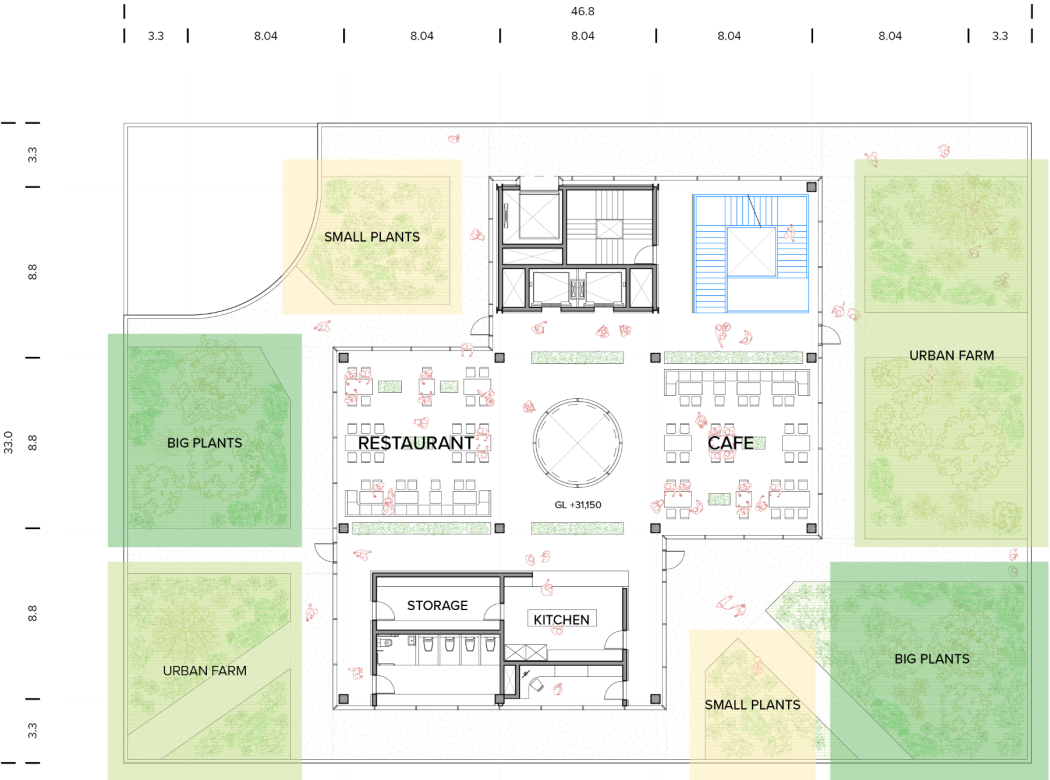 46.8
3.3 8.04 8.04 8.04 8.04 8.04 3.3
3.3
8.8
33.0
8.8
8.8
3.3
SMALL PLANTS
URBAN FARM
BIG PLANTS
RESTAURANT
CAFE
GL +31,150
STORAGE
KITCHEN
URBAN FARM
BIG PLANTS
SMALL PLANTS